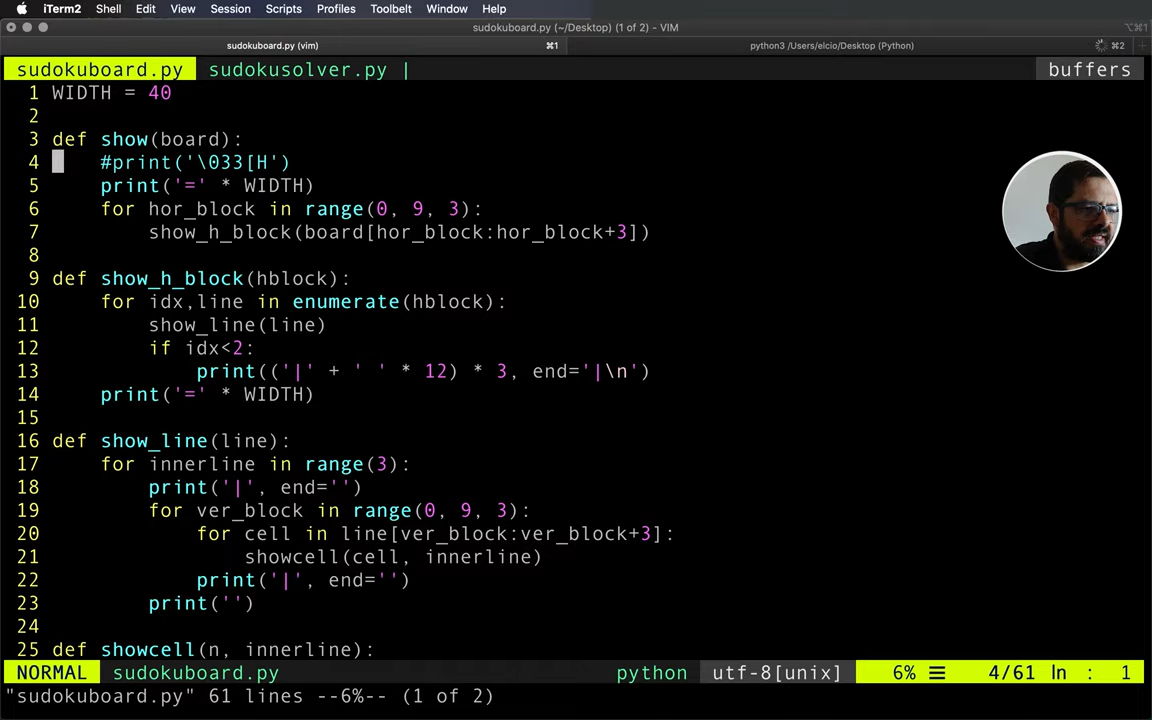 iTerm2 Shell Edit View Session Scripts Profiles Toolbelt Window Help
sudokuboard.py (~/Desktop) (1 of 2) - VIM ⌥⌘1
sudokuboard.py (vim) ⌘1 python3 /Users/elcio/Desktop (Python) ⌘2
sudokuboard.py sudokusolver.py | buffers
1 WIDTH = 40
2
3 def show(board):
4     #print('\033[H')
5     print('=' * WIDTH)
6     for hor_block in range(0, 9, 3):
7         show_h_block(board[hor_block:hor_block+3])
8
9 def show_h_block(hblock):
10     for idx,line in enumerate(hblock):
11         show_line(line)
12         if idx<2:
13             print(('|' + ' ' * 12) * 3, end='|\n')
14     print('=' * WIDTH)
15
16 def show_line(line):
17     for innerline in range(3):
18         print('|', end='')
19         for ver_block in range(0, 9, 3):
20             for cell in line[ver_block:ver_block+3]:
21                 showcell(cell, innerline)
22             print('|', end='')
23         print('')
24
25 def showcell(n, innerline):
NORMAL sudokuboard.py python utf-8[unix] 6% ☰ 4/61 ln : 1
"sudokuboard.py" 61 lines --6%-- (1 of 2)